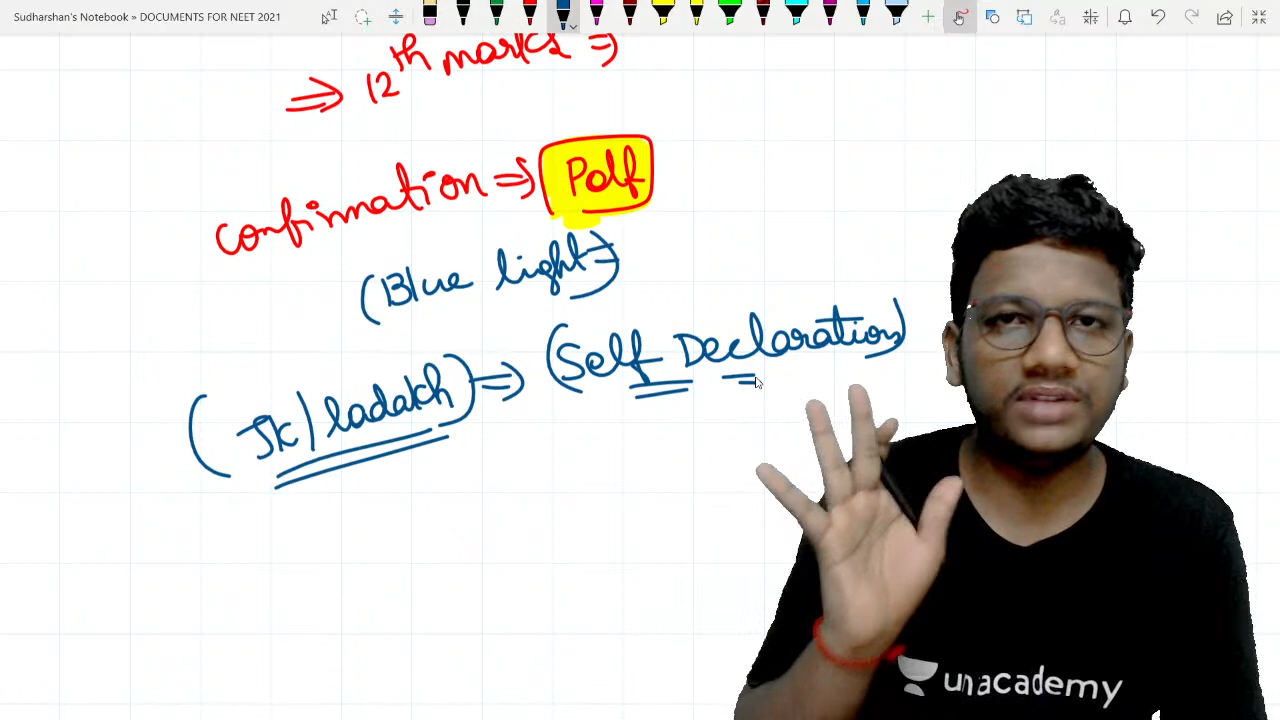 Sudharshan's Notebook » DOCUMENTS FOR NEET 2021
⇒ 12th marks ⇒
confirmation ⇒ Pdf
(Blue light)
(JK/ladakh) ⇒ (Self Declaration)
unacademy